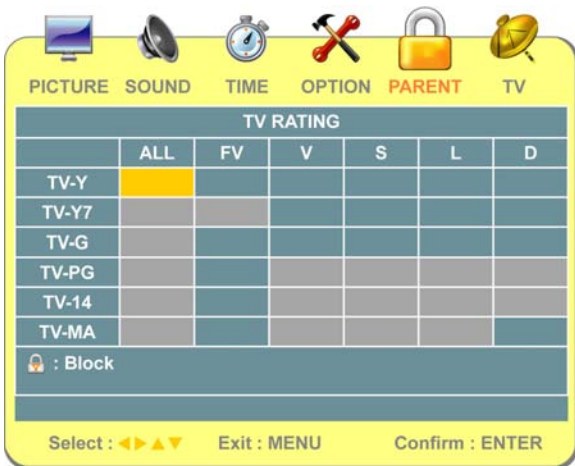 PICTURE SOUND TIME OPTION PARENT TV
TV RATING
ALL FV V S L D
TV-Y
TV-Y7
TV-G
TV-PG
TV-14
TV-MA
: Block
Select : ◀▶▲▼ Exit : MENU Confirm : ENTER